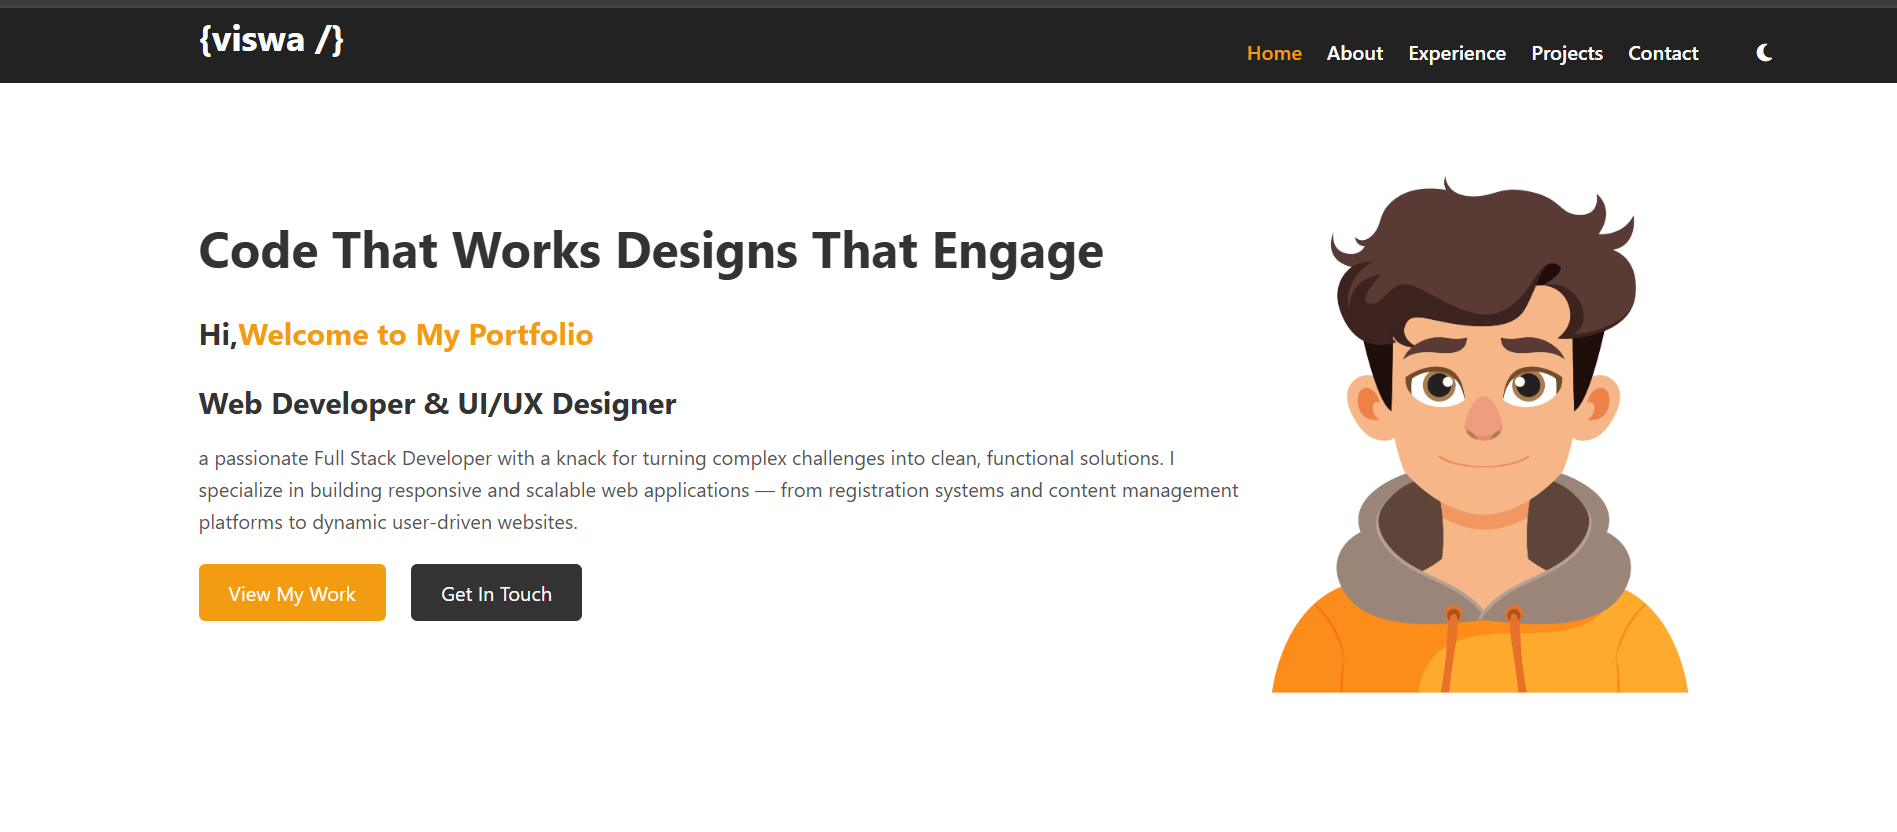 {viswa /}
Home About Experience Projects Contact
Code That Works Designs That Engage
Hi,Welcome to My Portfolio
Web Developer & UI/UX Designer
a passionate Full Stack Developer with a knack for turning complex challenges into clean, functional solutions. I
specialize in building responsive and scalable web applications — from registration systems and content management
platforms to dynamic user-driven websites.
View My Work Get In Touch